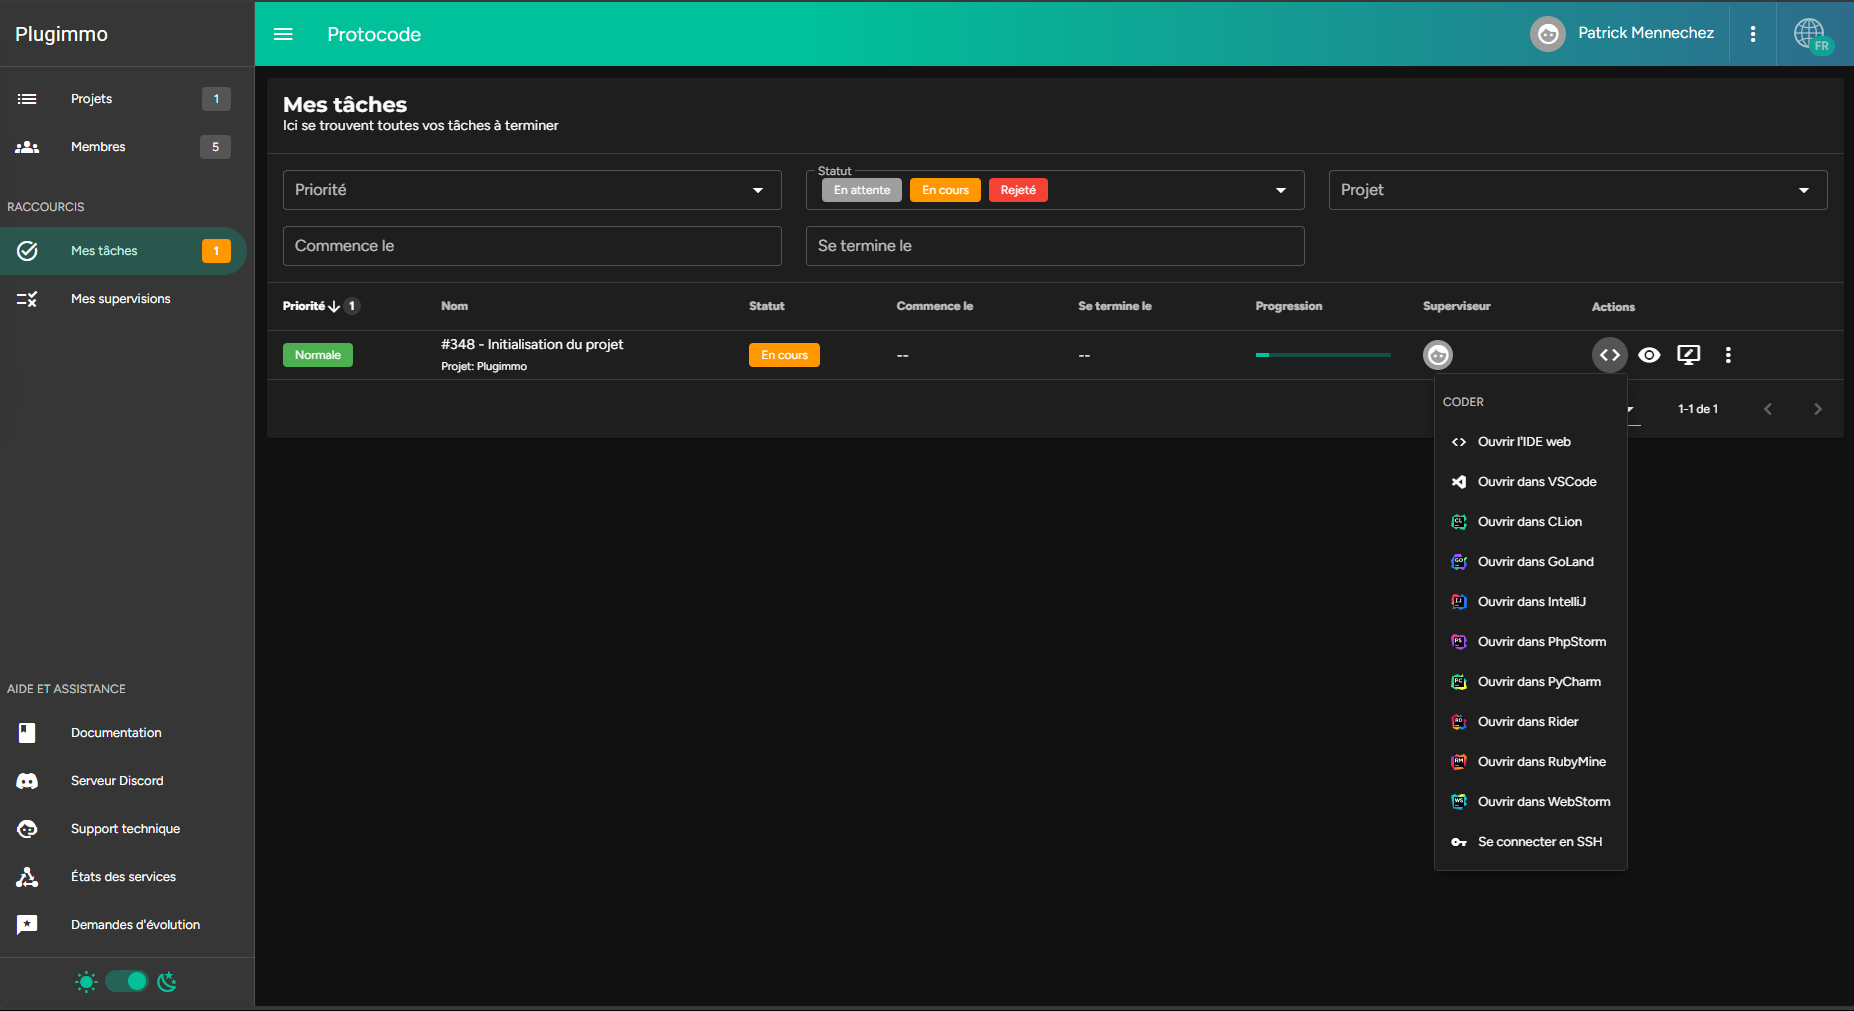 Plugimmo
Protocode
Patrick Mennechez
FR
Projets 1
Membres 5
RACCOURCIS
Mes tâches 1
Mes supervisions
Mes tâches
Ici se trouvent toutes vos tâches à terminer
Priorité
Statut
En attente En cours Rejeté
Projet
Commence le
Se termine le
Priorité 1 Nom Statut Commence le Se termine le Progression Superviseur Actions
Normale
#348 - Initialisation du projet
Projet: Plugimmo
En cours
--
--
1-1 de 1
CODER
Ouvrir l'IDE web
Ouvrir dans VSCode
Ouvrir dans CLion
Ouvrir dans GoLand
Ouvrir dans IntelliJ
Ouvrir dans PhpStorm
Ouvrir dans PyCharm
Ouvrir dans Rider
Ouvrir dans RubyMine
Ouvrir dans WebStorm
Se connecter en SSH
AIDE ET ASSISTANCE
Documentation
Serveur Discord
Support technique
États des services
Demandes d'évolution